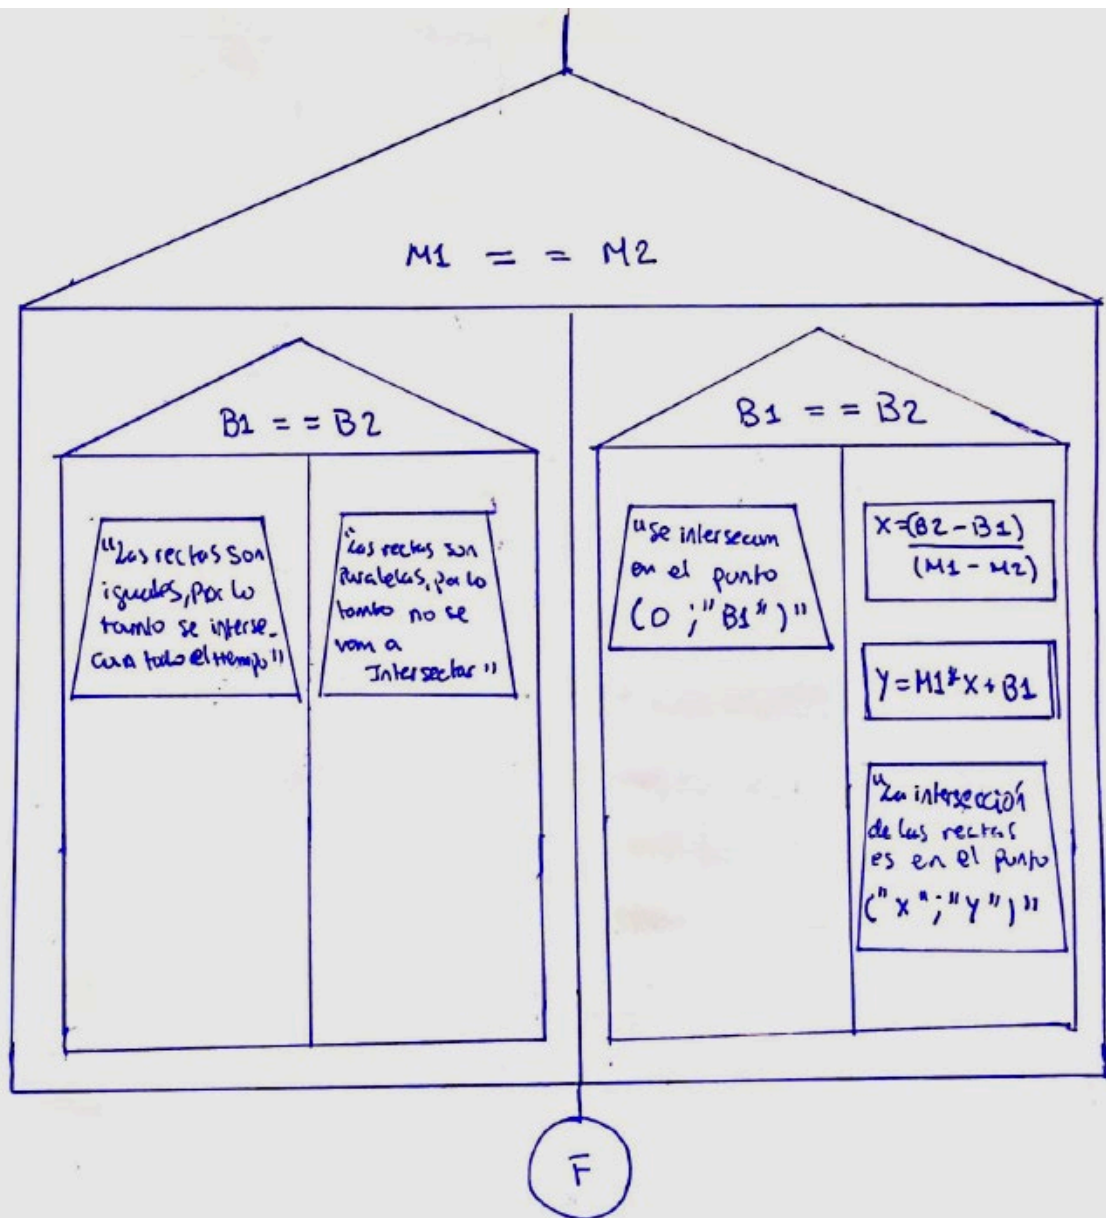 M1 = = M2
B1 = = B2
"Las rectas son
iguales, por lo
tanto se interse-
can todo el tiempo"
"Las rectas son
Paralelas, por lo
tanto no se
van a
Intersectar"
B1 = = B2
"Se intersecan
en el punto
(0 ; "B1")"
X = (B2 - B1)
(M1 - M2)
Y = M1 * X + B1
"La intersección
de las rectas
es en el punto
("X" ; "Y")"
F